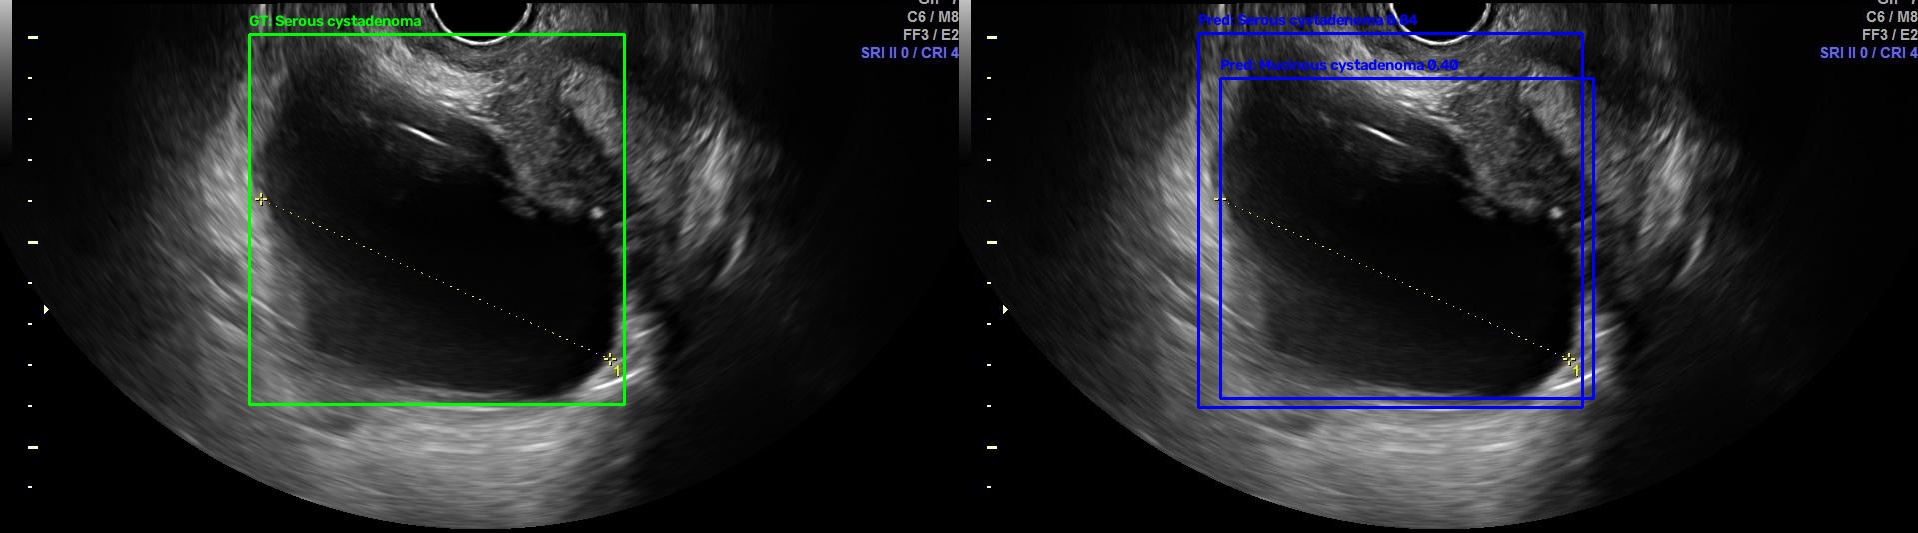 GT: Serous cystadenoma
C6 / M8
FF3 / E2
SRI II 0 / CRI 4
1
Pred: Serous cystadenoma 0.84
Pred: Mucinous cystadenoma 0.40
C6 / M8
FF3 / E2
SRI II 0 / CRI 4
1